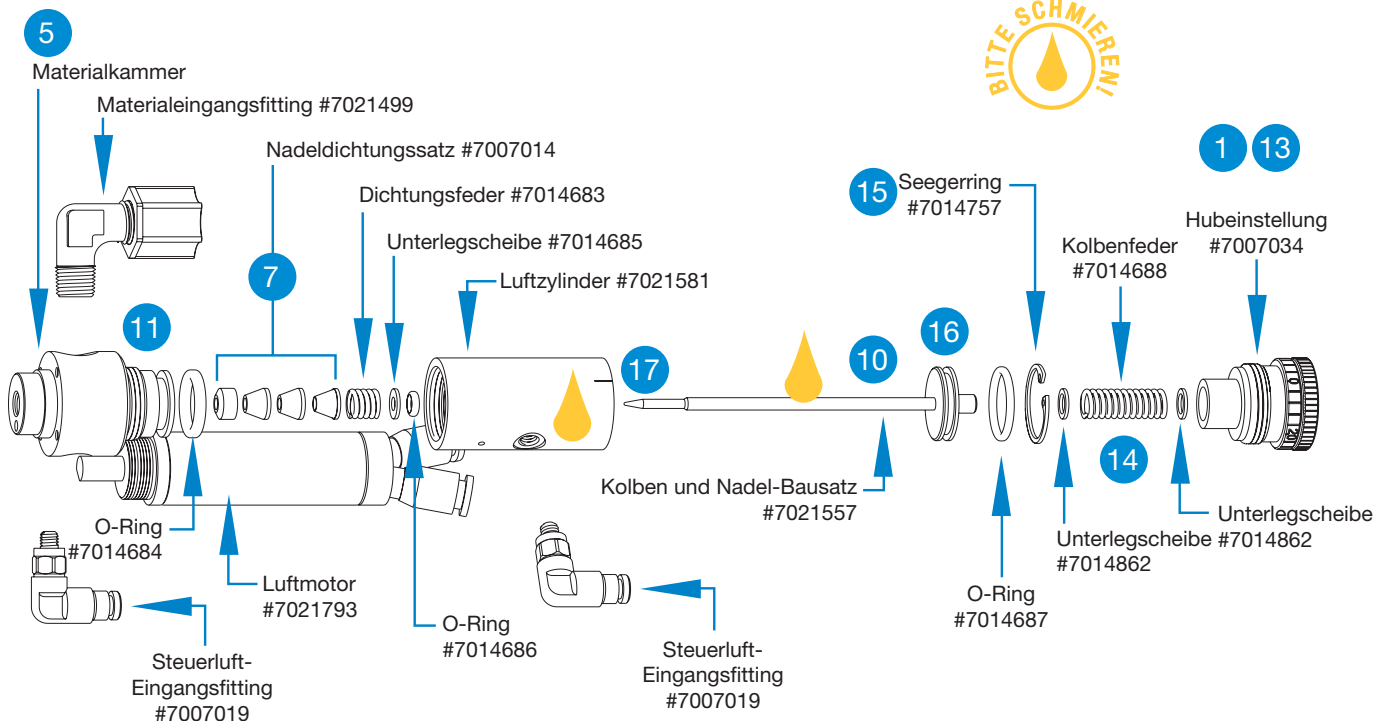 5
Materialkammer
Materialeingangsfitting #7021499
Nadeldichtungssatz #7007014
Dichtungsfeder #7014683
Unterlegscheibe #7014685
Luftzylinder #7021581
BITTE SCHMIEREN!
1 13
15
Seegerring
#7014757
Kolbenfeder
#7014688
Hubeinstellung
#7007034
7
11
17
10
16
14
0
20
Kolben und Nadel-Bausatz
#7021557
O-Ring
#7014684
Luftmotor
#7021793
O-Ring
#7014686
Steuerluft-
Eingangsfitting
#7007019
Steuerluft-
Eingangsfitting
#7007019
O-Ring
#7014687
Unterlegscheibe
#7014862
Unterlegscheibe
#7014862